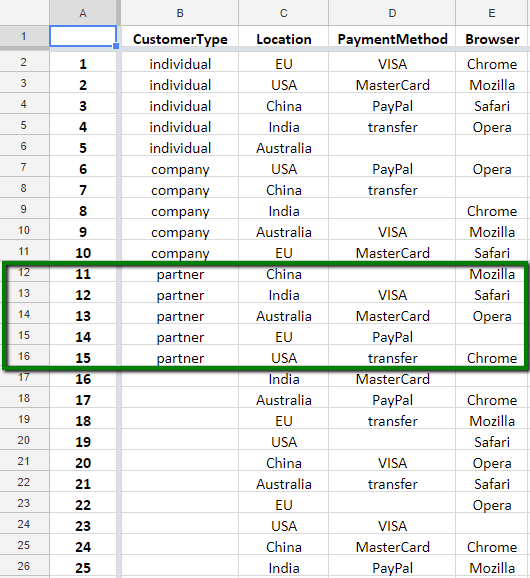 A B C D E
1 CustomerType Location PaymentMethod Browser
2 1 individual EU VISA Chrome
3 2 individual USA MasterCard Mozilla
4 3 individual China PayPal Safari
5 4 individual India transfer Opera
6 5 individual Australia
7 6 company USA PayPal Opera
8 7 company China transfer
9 8 company India Chrome
10 9 company Australia VISA Mozilla
11 10 company EU MasterCard Safari
12 11 partner China Mozilla
13 12 partner India VISA Safari
14 13 partner Australia MasterCard Opera
15 14 partner EU PayPal
16 15 partner USA transfer Chrome
17 16 India MasterCard
18 17 Australia PayPal Chrome
19 18 EU transfer Mozilla
20 19 USA Safari
21 20 China VISA Opera
22 21 Australia transfer Safari
23 22 EU Opera
24 23 USA VISA
25 24 China MasterCard Chrome
26 25 India PayPal Mozilla